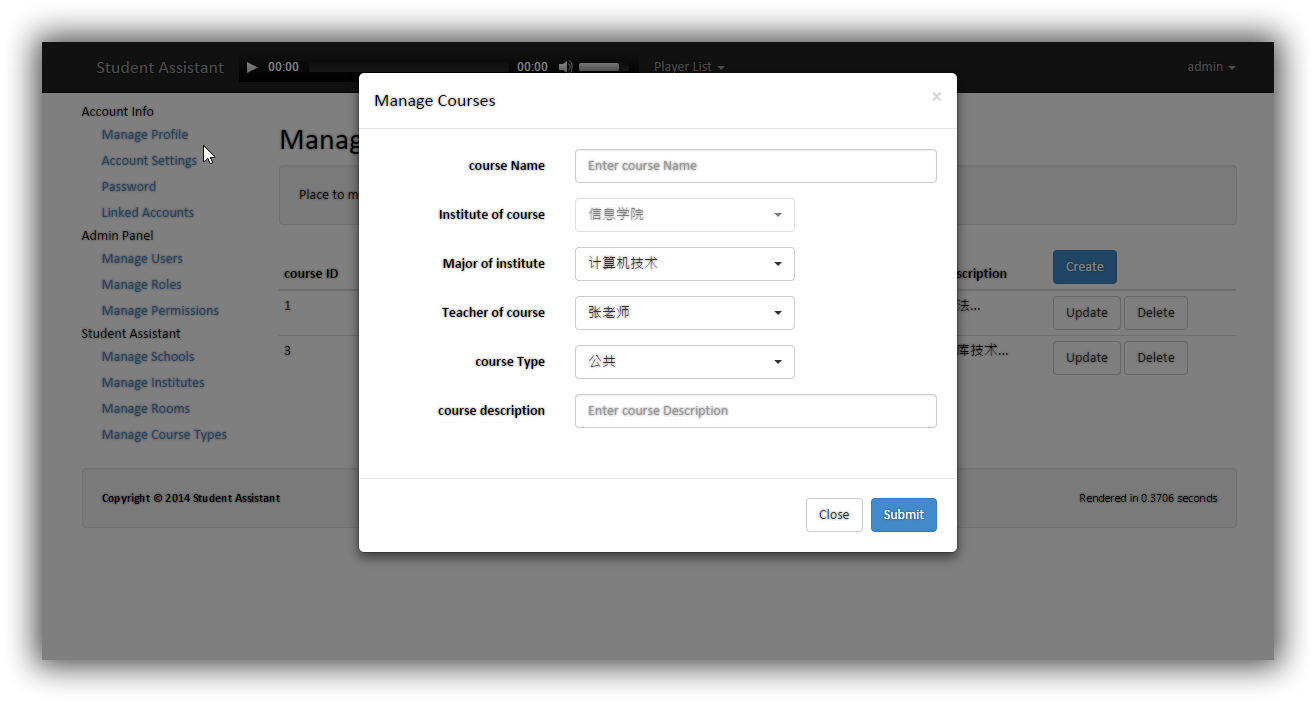 Student Assistant 00:00 00:00 Player List admin
Manage Courses ×
Account Info
Manage Profile
Account Settings
Password
Linked Accounts
Admin Panel
Manage Users
Manage Roles
Manage Permissions
Student Assistant
Manage Schools
Manage Institutes
Manage Rooms
Manage Course Types
Manag
Place to m
course ID scription Create
1 法... Update Delete
3 库技术... Update Delete
course Name Enter course Name
Institute of course 信息学院
Major of institute 计算机技术
Teacher of course 张老师
course Type 公共
course description Enter course Description
Close Submit
Copyright © 2014 Student Assistant Rendered in 0.3706 seconds